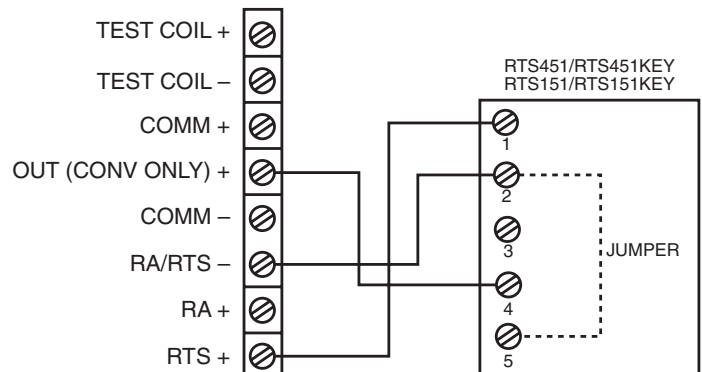 TEST COIL +
TEST COIL –
COMM +
OUT (CONV ONLY) +
COMM –
RA/RTS –
RA +
RTS +
RTS451/RTS451KEY
RTS151/RTS151KEY
1
2
3
4
5
JUMPER